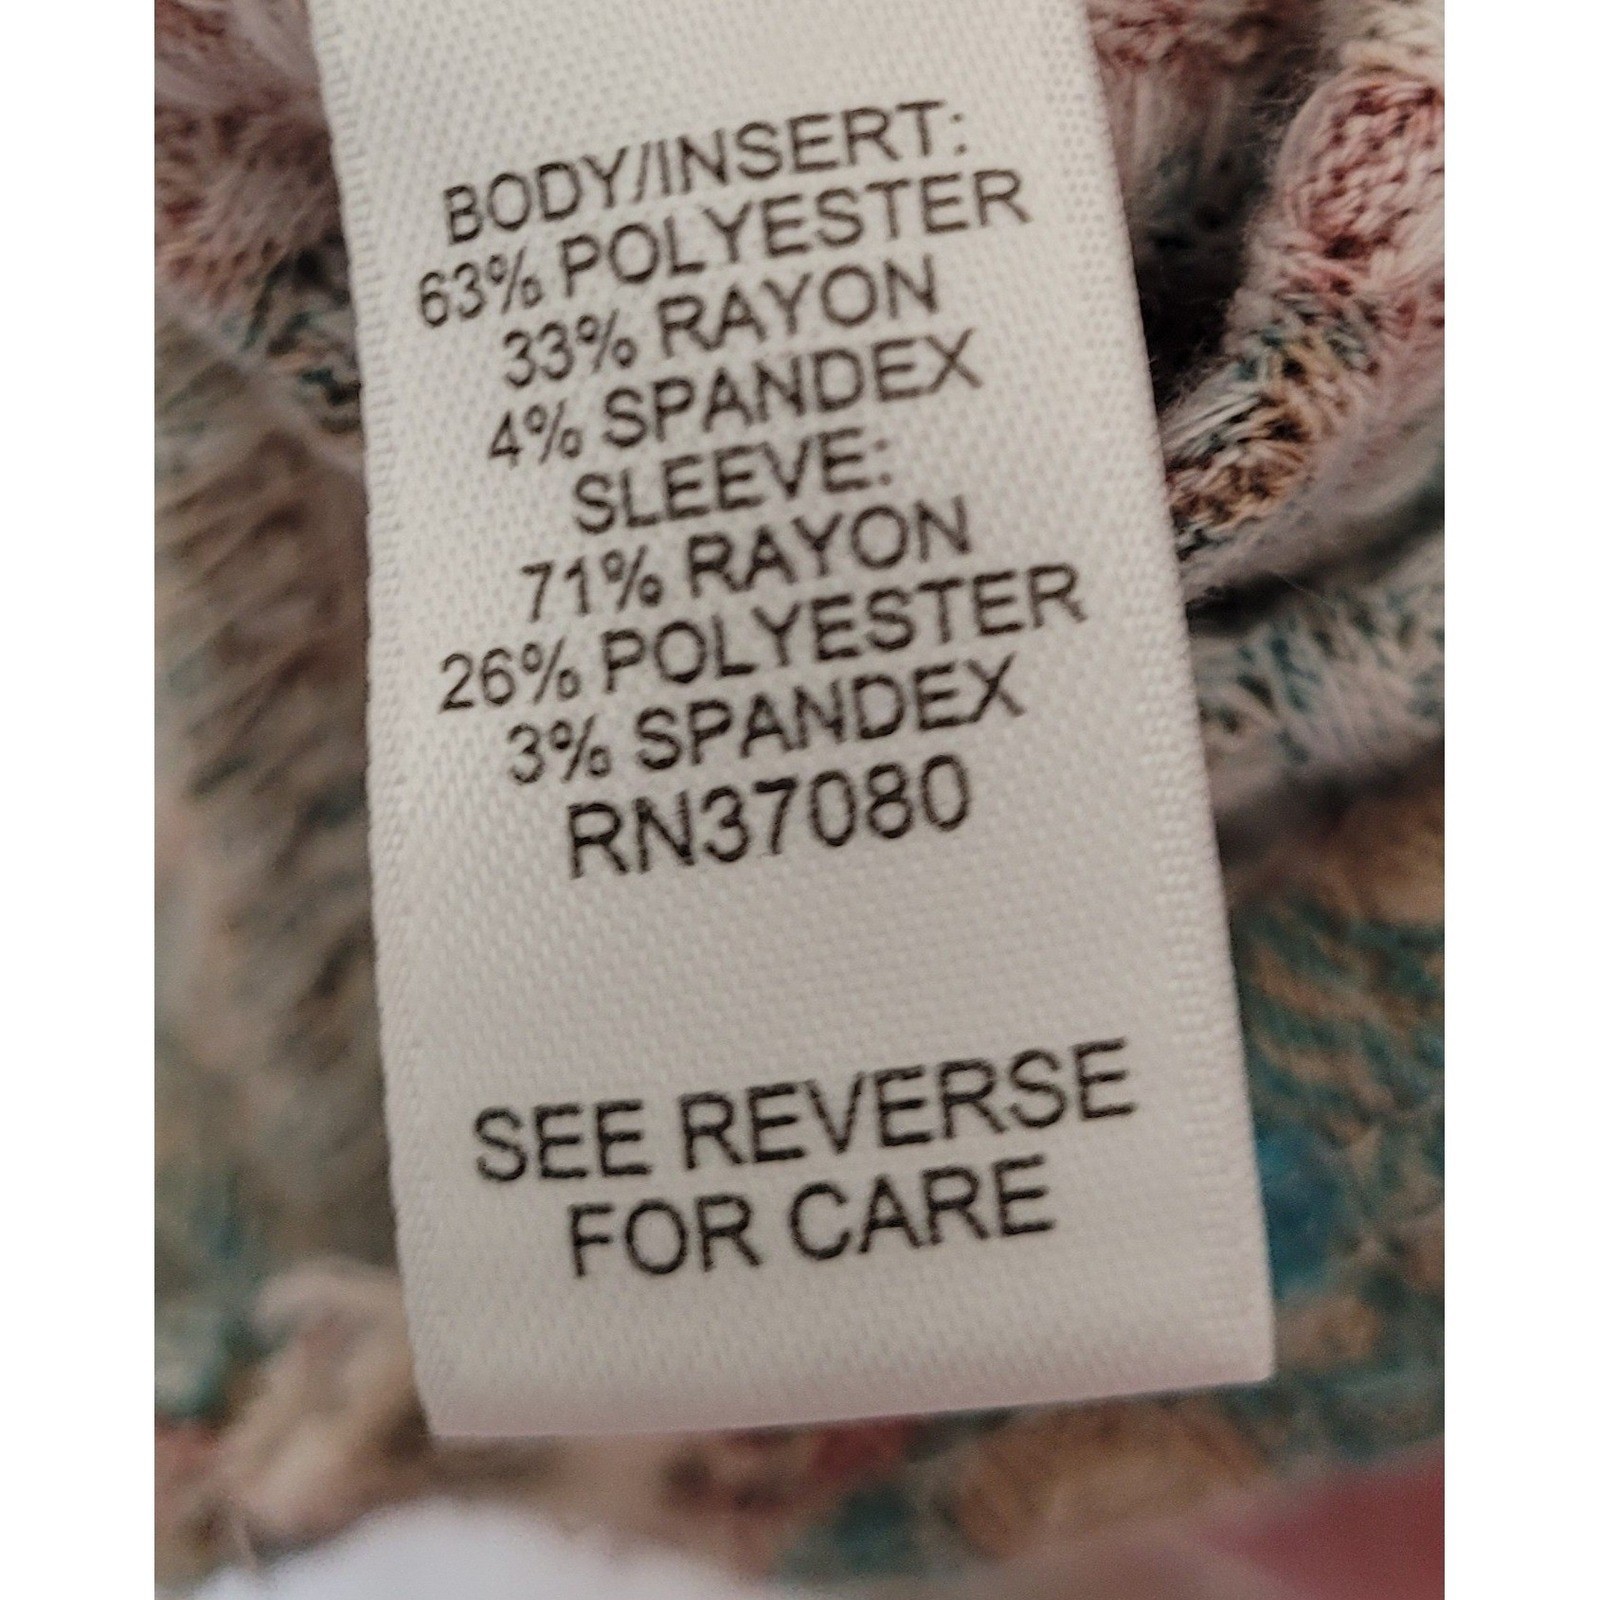 BODY/INSERT:
63% POLYESTER
33% RAYON
4% SPANDEX
SLEEVE:
71% RAYON
26% POLYESTER
3% SPANDEX
RN37080
SEE REVERSE
FOR CARE